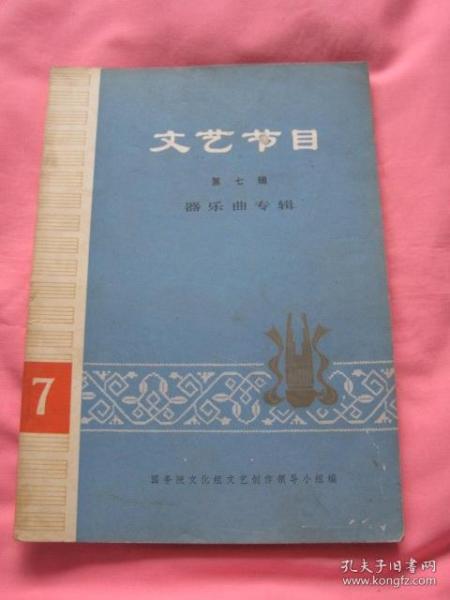 文艺节目
第七辑
器乐曲专辑
7
国务院文化组文艺创作领导小组编
孔夫子旧书网
www.kongfz.com